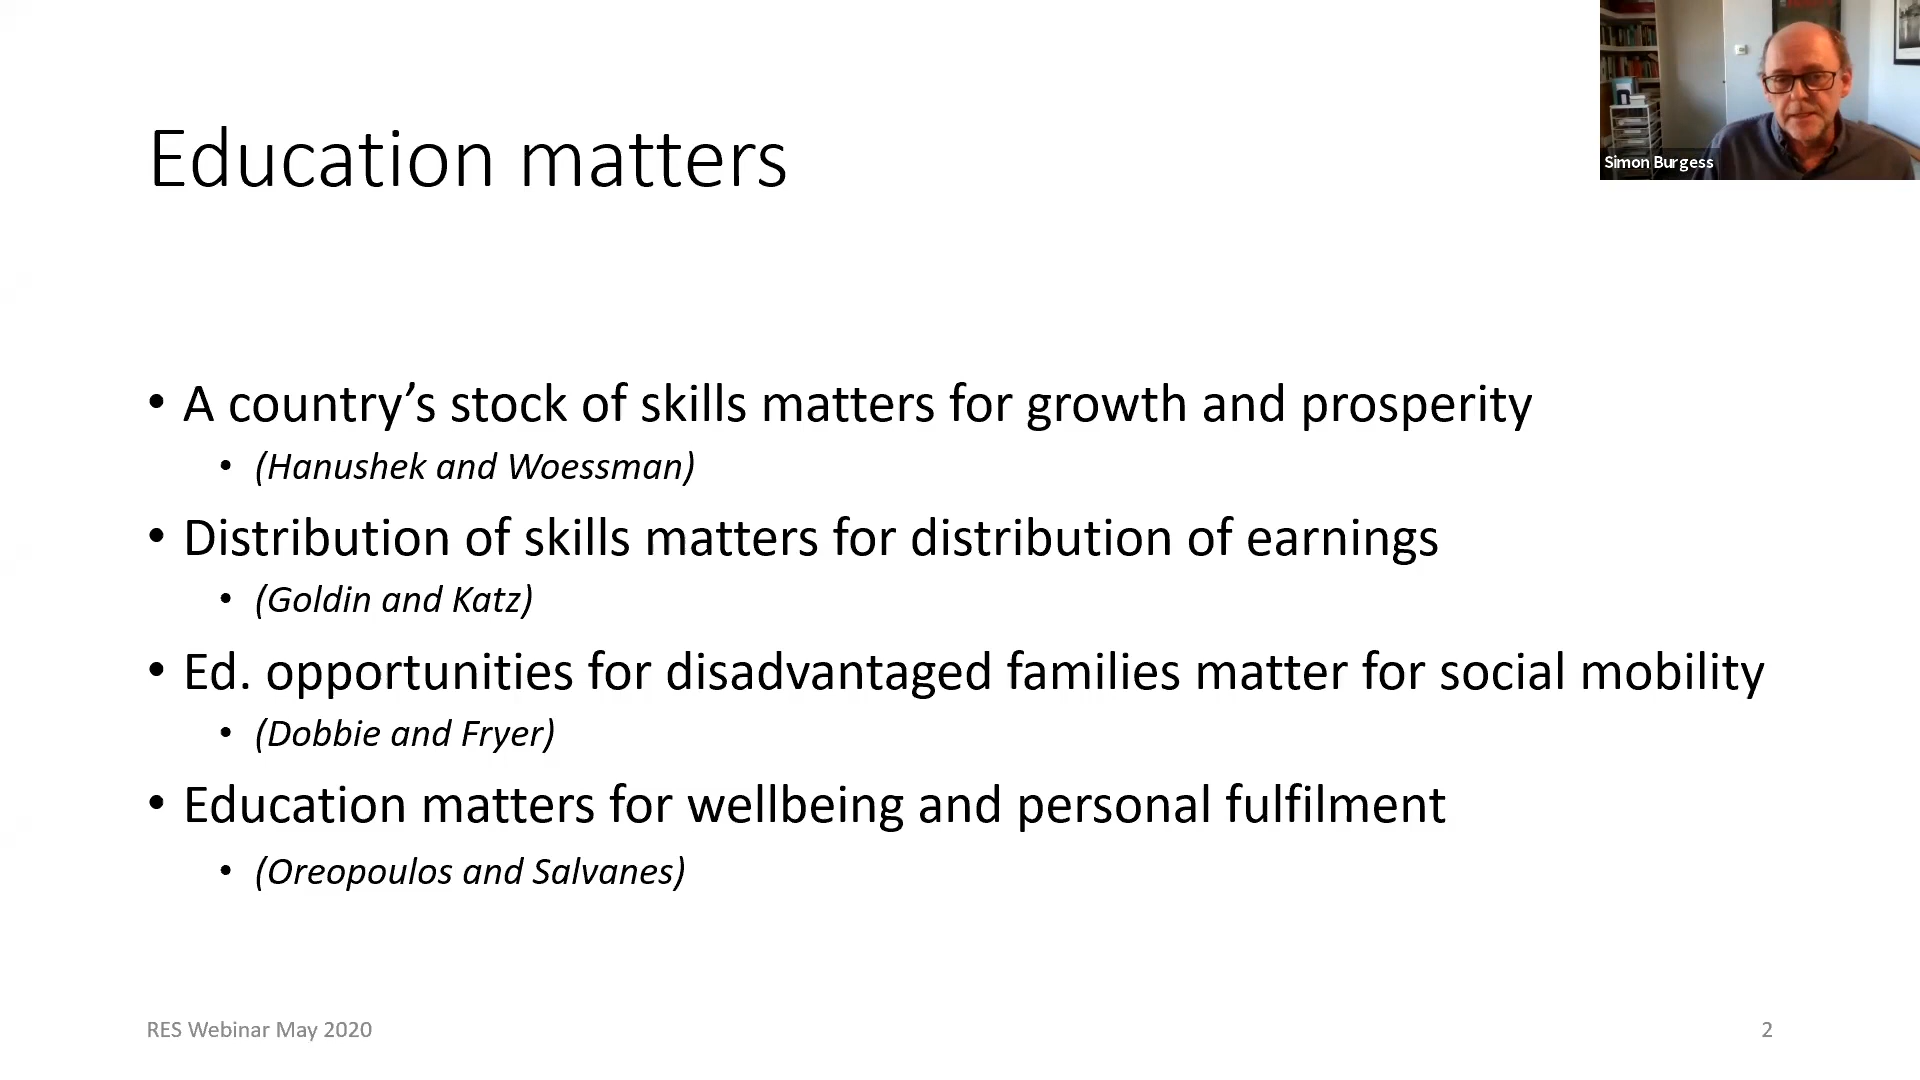 Simon Burgess
Education matters
• A country’s stock of skills matters for growth and prosperity
• (Hanushek and Woessman)
• Distribution of skills matters for distribution of earnings
• (Goldin and Katz)
• Ed. opportunities for disadvantaged families matter for social mobility
• (Dobbie and Fryer)
• Education matters for wellbeing and personal fulfilment
• (Oreopoulos and Salvanes)
RES Webinar May 2020
2